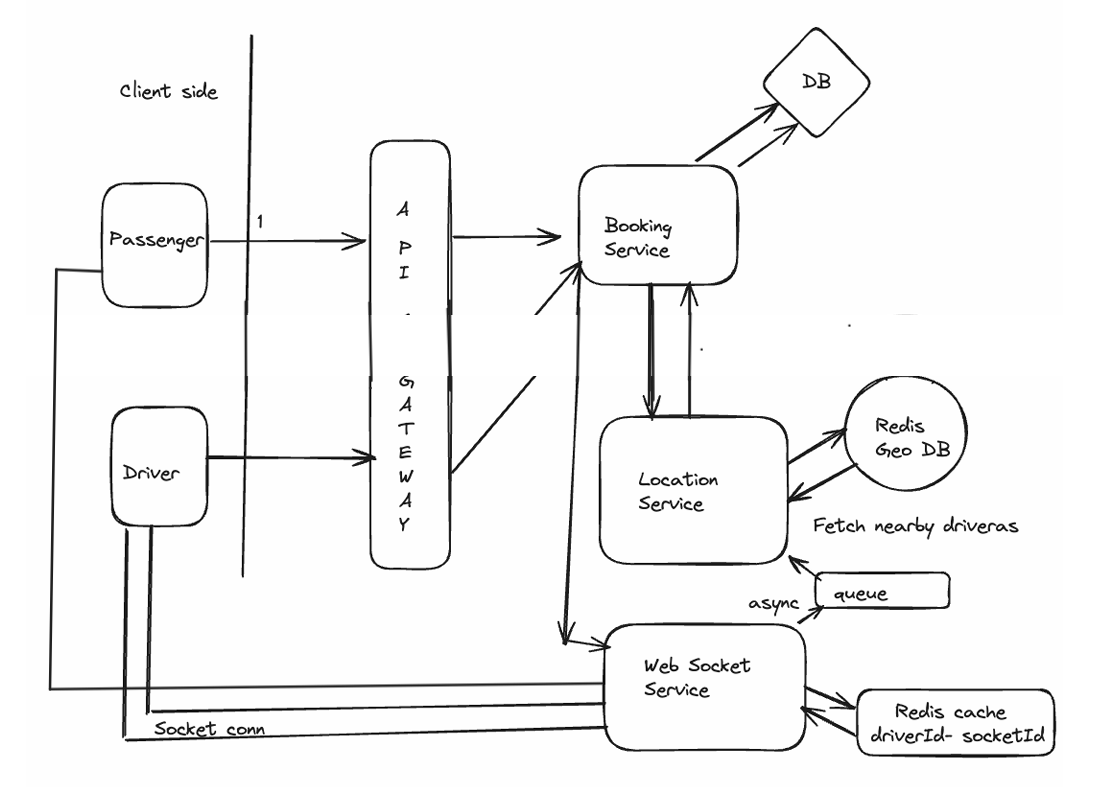 Client side
DB
1
Passenger
A
P
I
G
A
T
E
W
A
Y
Booking
Service
Driver
Location
Service
Redis
Geo DB
Fetch nearby driveras
queue
async
Web Socket
Service
Redis cache
driverId- socketId
Socket conn